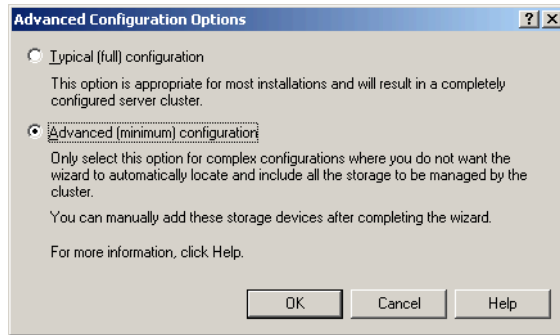 Advanced Configuration Options
Typical (full) configuration
This option is appropriate for most installations and will result in a completely
configured server cluster.
Advanced (minimum) configuration
Only select this option for complex configurations where you do not want the
wizard to automatically locate and include all the storage to be managed by the
cluster.
You can manually add these storage devices after completing the wizard.
For more information, click Help.
OK Cancel Help